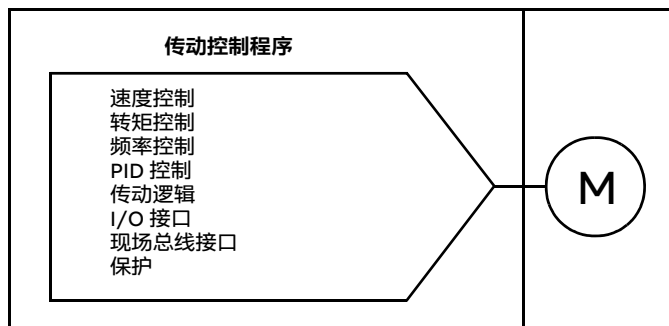 传动控制程序
速度控制
转矩控制
频率控制
PID 控制
传动逻辑
I/O 接口
现场总线接口
保护
M